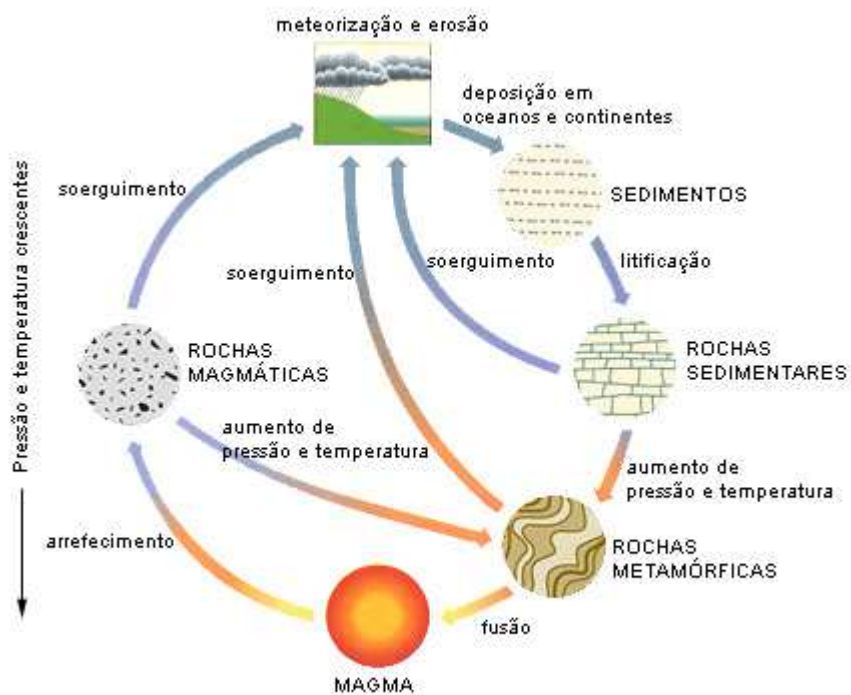 meteorização e erosão
deposição em
oceanos e continentes
SEDIMENTOS
litificação
soerguimento
soerguimento
soerguimento
Pressão e temperatura crescentes
ROCHAS
MAGMÁTICAS
ROCHAS
SEDIMENTARES
aumento de
pressão e temperatura
aumento de
pressão e temperatura
arrefecimento
ROCHAS
METAMÓRFICAS
fusão
MAGMA